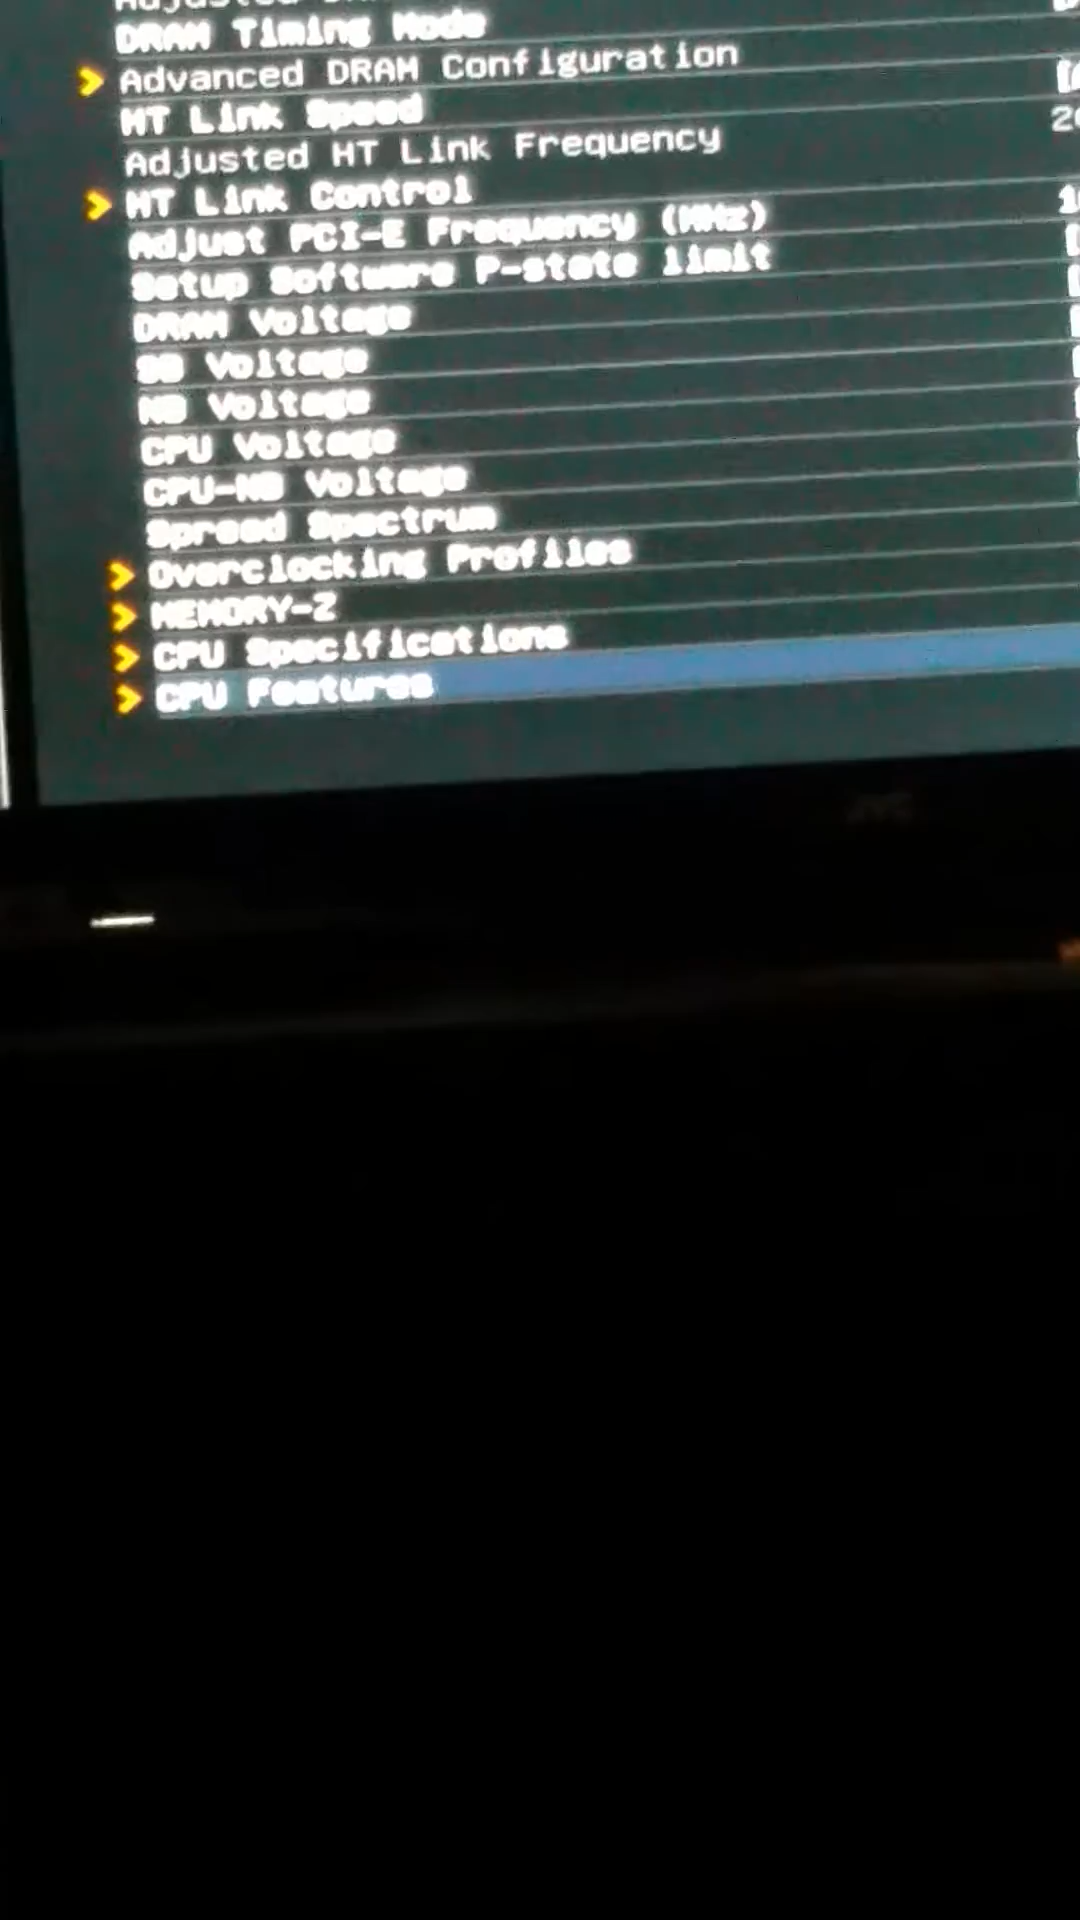 DRAM Timing Mode
Advanced DRAM Configuration
HT Link Speed
Adjusted HT Link Frequency
HT Link Control
Adjust PCI-E Frequency (MHz)
Setup Software P-state limit
DRAM Voltage
SB Voltage
NB Voltage
CPU Voltage
CPU-NB Voltage
Spread Spectrum
Overclocking Profiles
MEMORY-Z
CPU Specifications
CPU Features
JVC